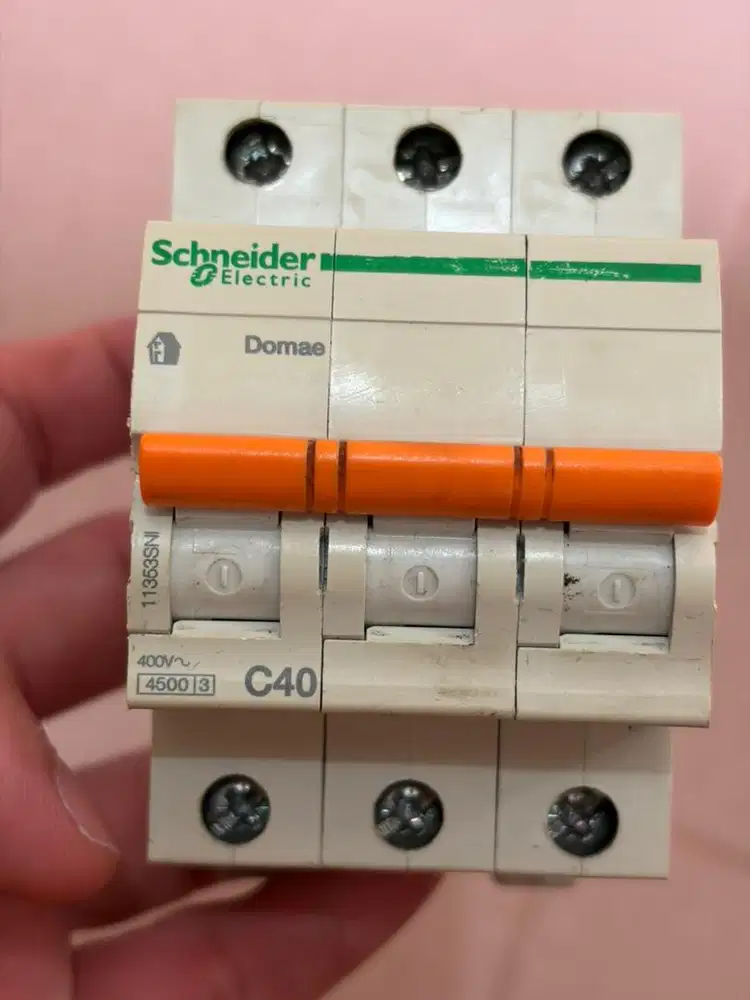 Schneider
Electric
Domae
I I I
11353SNI
400V~
4500 3
C40